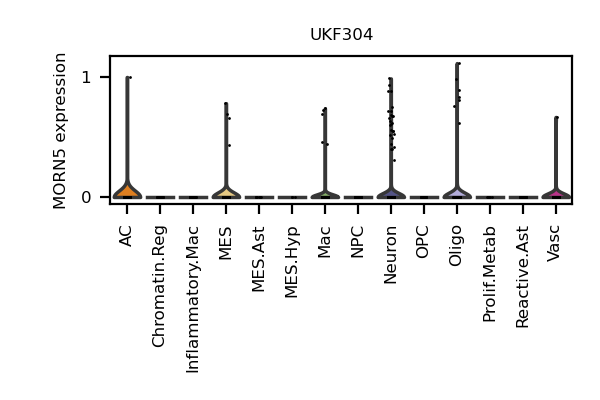 UKF304
MORN5 expression
1
0
AC
Chromatin.Reg
Inflammatory.Mac
MES
MES.Ast
MES.Hyp
Mac
NPC
Neuron
OPC
Oligo
Prolif.Metab
Reactive.Ast
Vasc